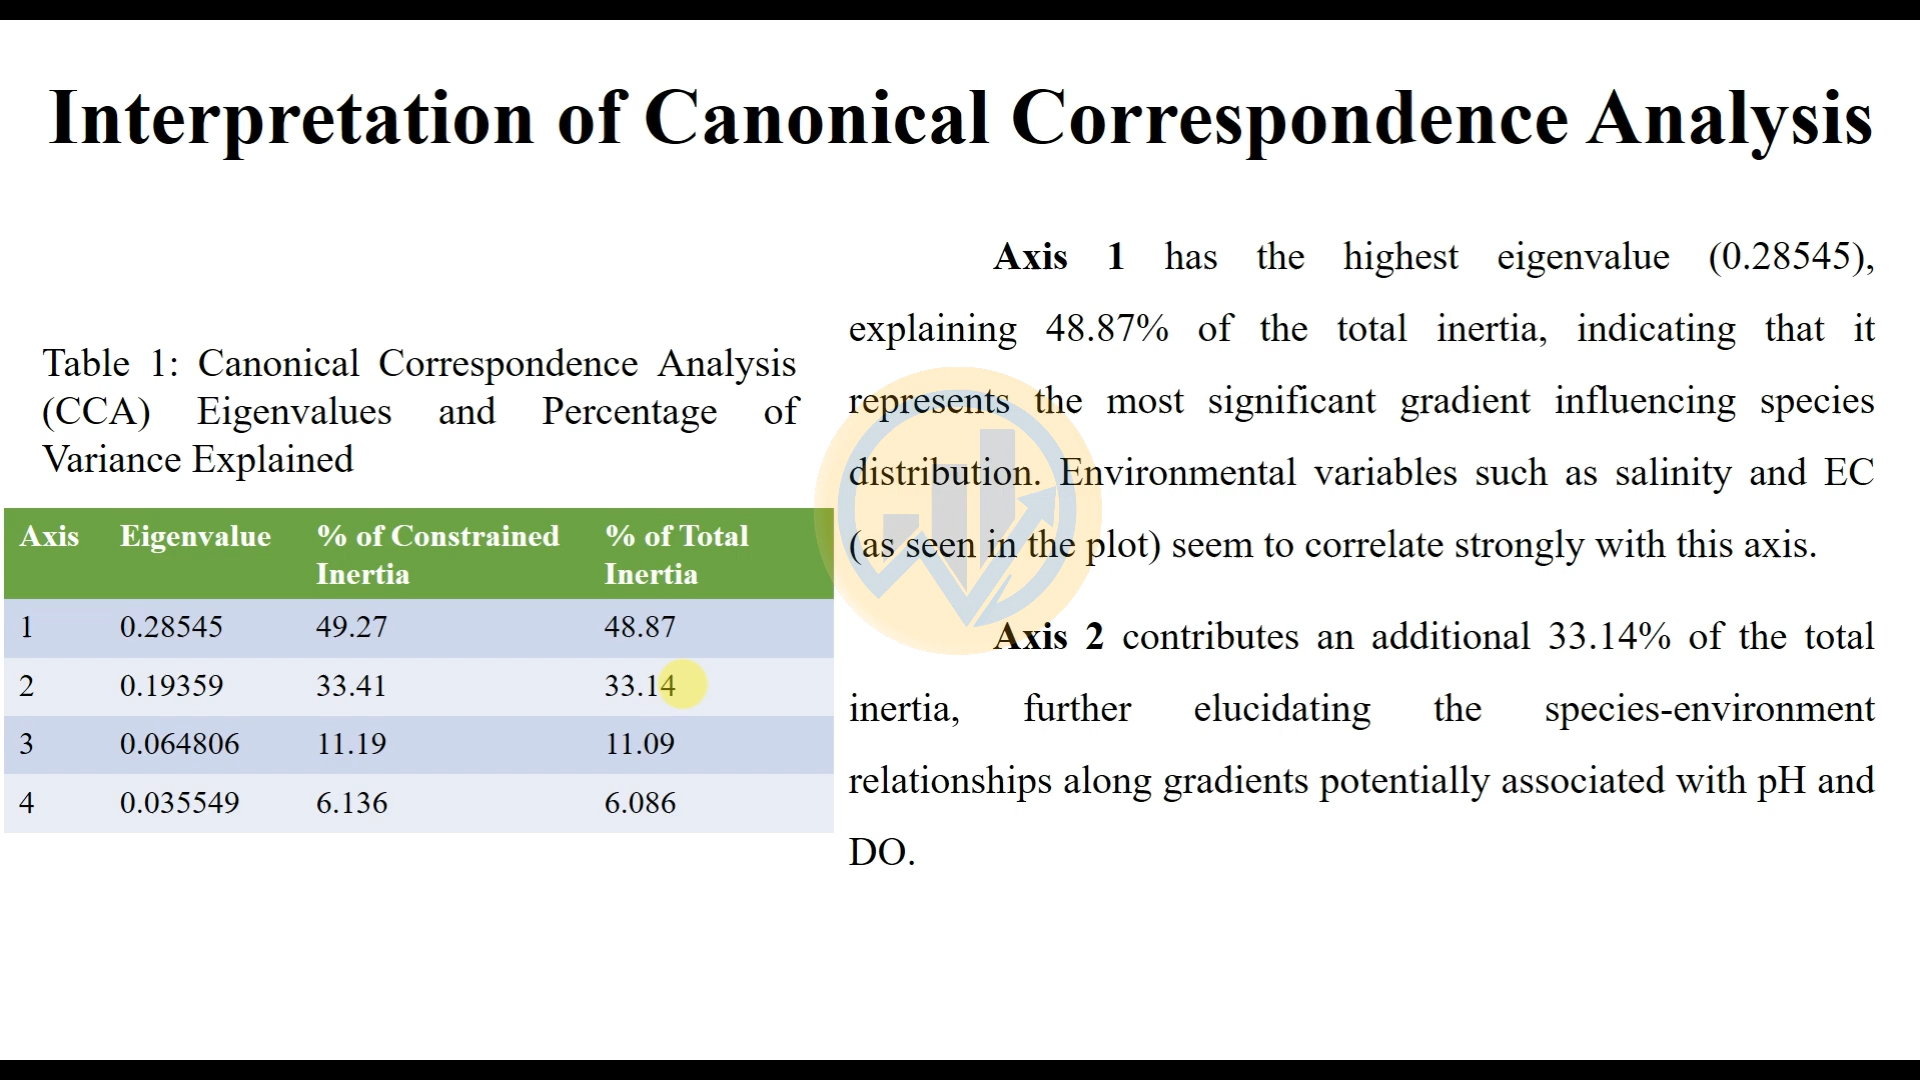 Interpretation of Canonical Correspondence Analysis
Table 1: Canonical Correspondence Analysis
(CCA) Eigenvalues and Percentage of
Variance Explained
Axis Eigenvalue % of Constrained Inertia % of Total Inertia
1 0.28545 49.27 48.87
2 0.19359 33.41 33.14
3 0.064806 11.19 11.09
4 0.035549 6.136 6.086
Axis 1 has the highest eigenvalue (0.28545),
explaining 48.87% of the total inertia, indicating that it
represents the most significant gradient influencing species
distribution. Environmental variables such as salinity and EC
(as seen in the plot) seem to correlate strongly with this axis.
Axis 2 contributes an additional 33.14% of the total
inertia, further elucidating the species-environment
relationships along gradients potentially associated with pH and
DO.